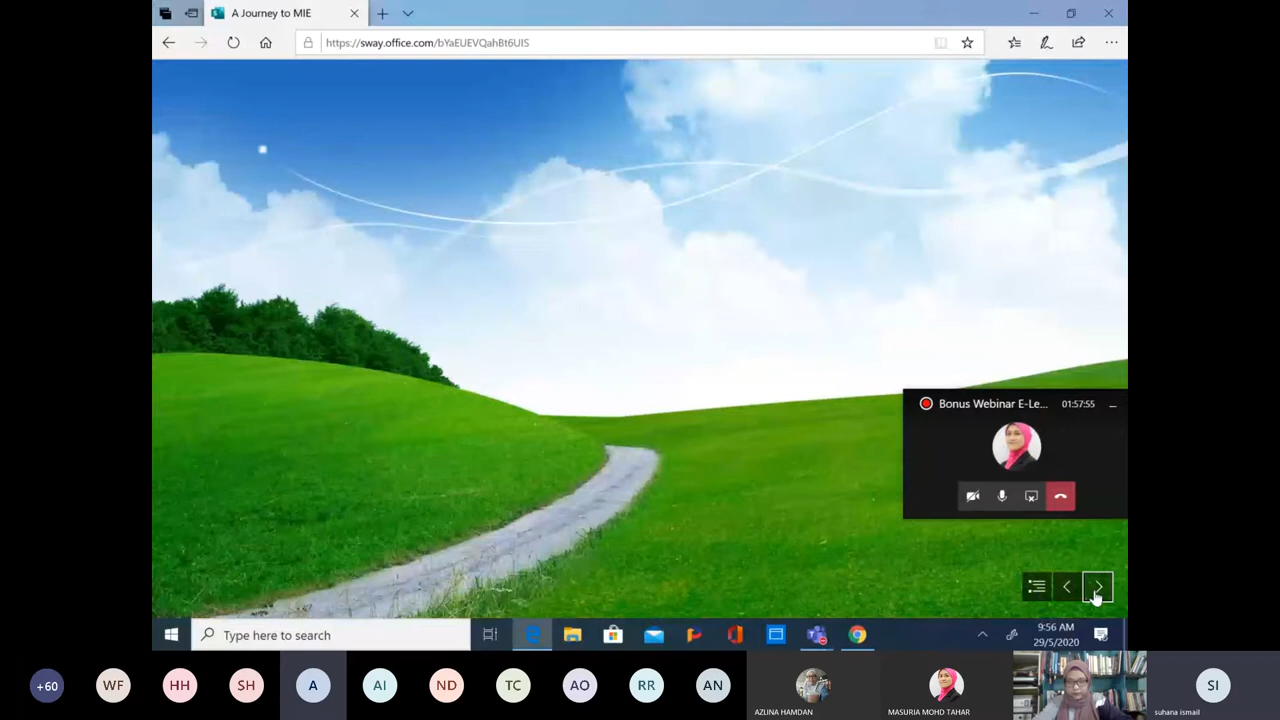 A Journey to MIE
https://sway.office.com/bYaEUEVQahBt6UIS
Bonus Webinar E-Le... 01:57:55
Type here to search
9:56 AM
29/5/2020
+60 WF HH SH A AI ND TC AO RR AN SI
AZLINA HAMDAN MASURIA MOHD TAHAR suhana ismail